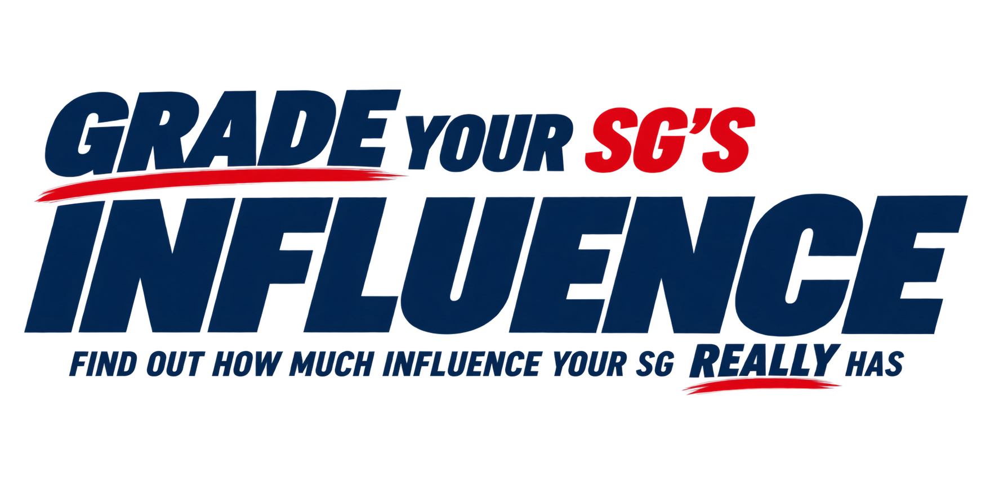 GRADE YOUR SG'S
INFLUENCE
FIND OUT HOW MUCH INFLUENCE YOUR SG REALLY HAS